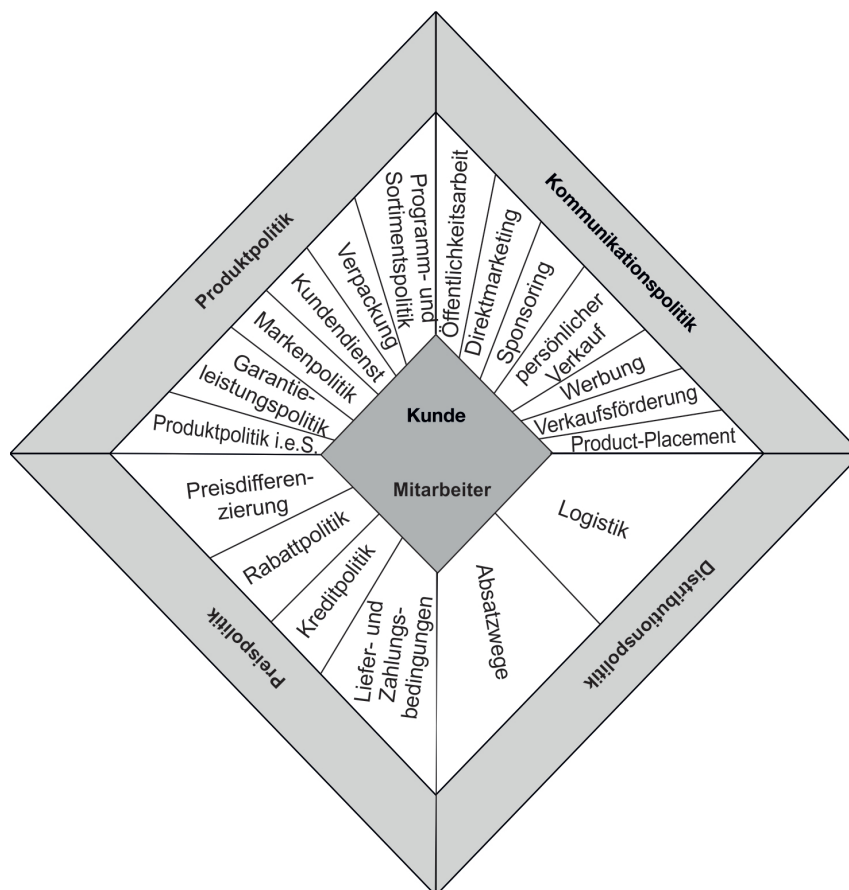 Produktpolitik
Kommunikationspolitik
Programm- und
Sortimentspolitik
Verpackung
Kundendienst
Markenpolitik
Garantie-
leistungspolitik
Produktpolitik i.e.S.
Öffentlichkeitsarbeit
Direktmarketing
Sponsoring
persönlicher
Verkauf
Werbung
Verkaufsförderung
Product-Placement
Kunde
Mitarbeiter
Preisdifferen-
zierung
Rabattpolitik
Kreditpolitik
Liefer- und
Zahlungs-
bedingungen
Absatzwege
Logistik
Preispolitik
Distributionspolitik